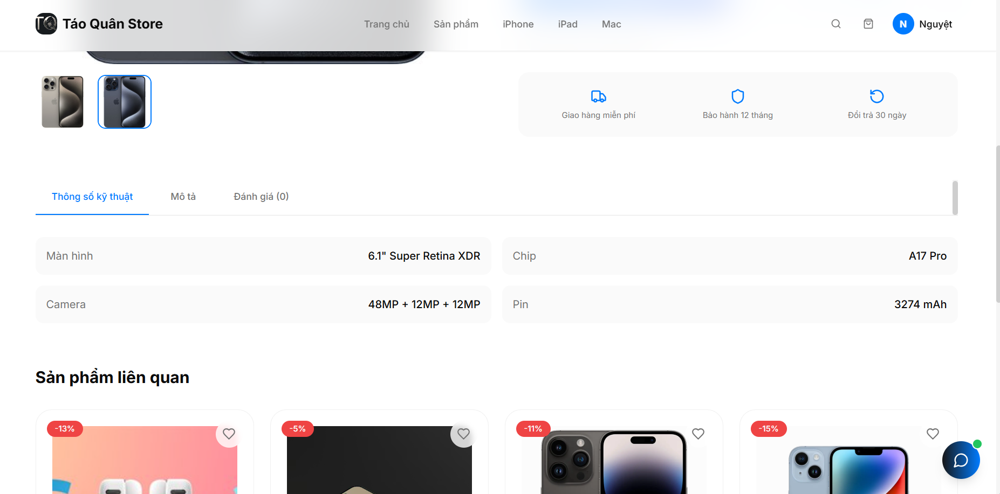 TQ Táo Quân Store
Trang chủ
Sản phẩm
iPhone
iPad
Mac
N
Nguyệt
Giao hàng miễn phí
Bảo hành 12 tháng
Đổi trả 30 ngày
Thông số kỹ thuật
Mô tả
Đánh giá (0)
Màn hình
6.1" Super Retina XDR
Chip
A17 Pro
Camera
48MP + 12MP + 12MP
Pin
3274 mAh
Sản phẩm liên quan
-13%
-5%
-11%
-15%